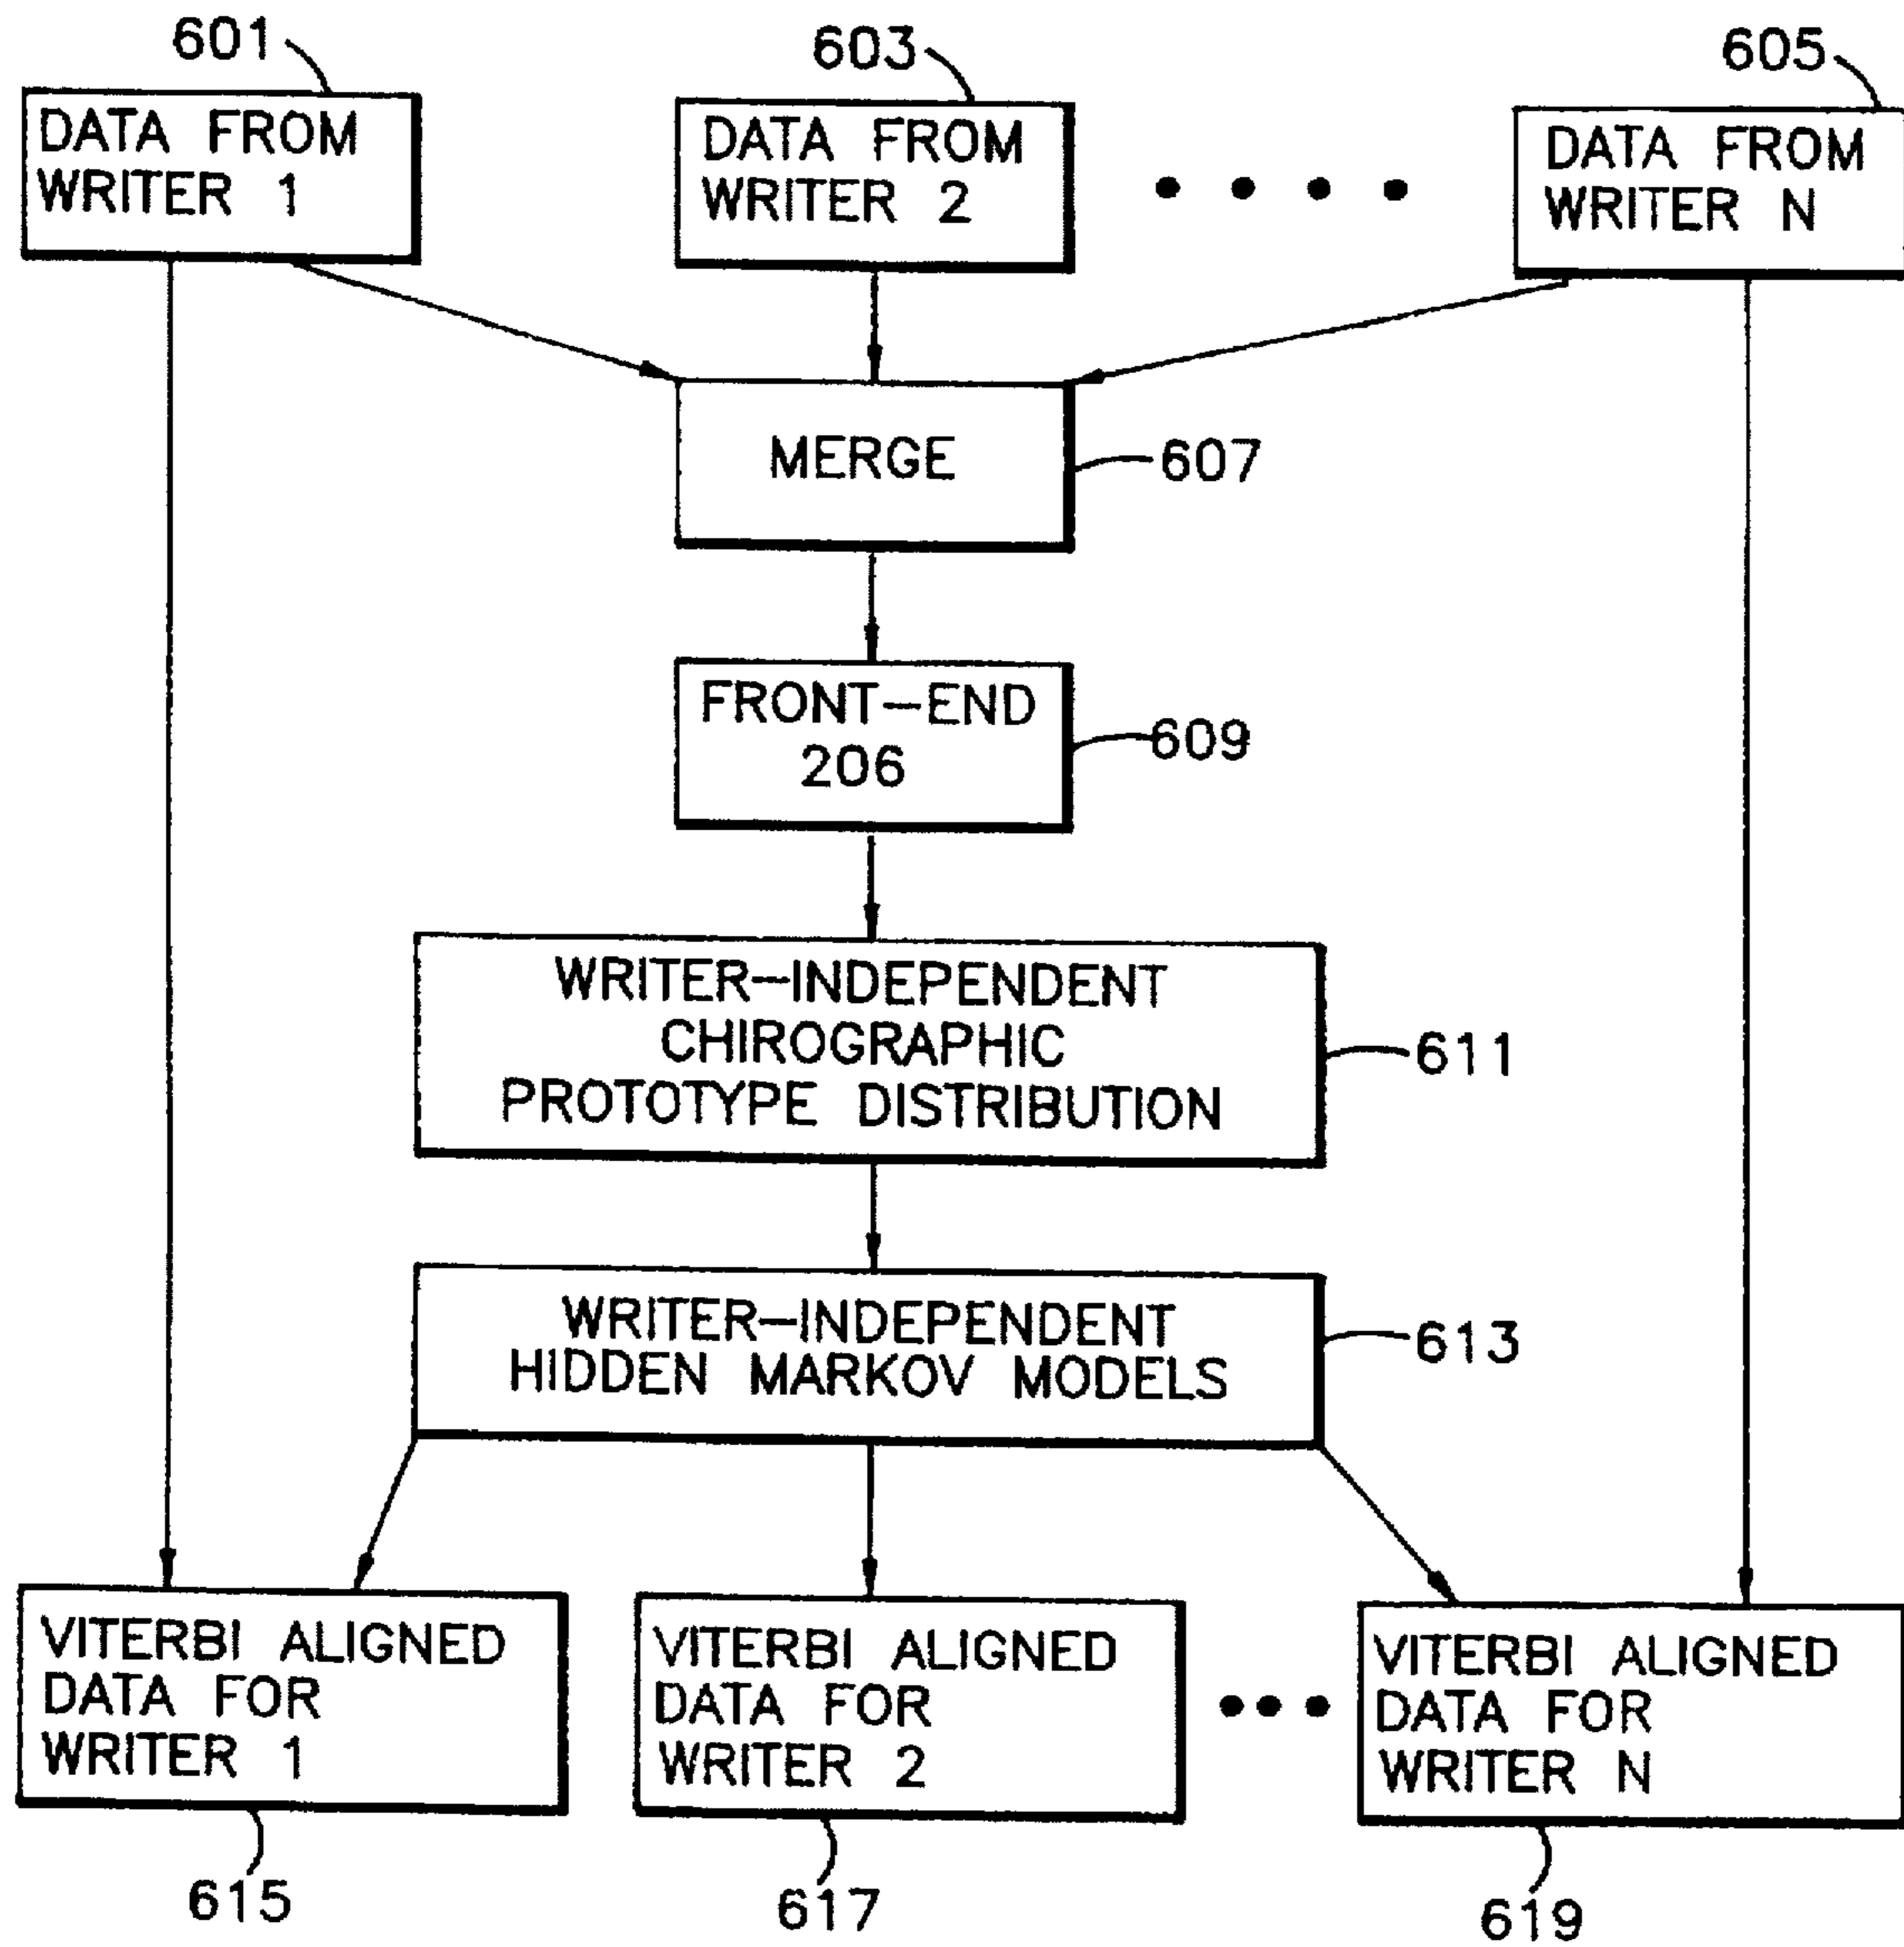 601
603
605
DATA FROM
WRITER 1
DATA FROM
WRITER 2
DATA FROM
WRITER N
MERGE
607
FRONT-END
206
609
WRITER-INDEPENDENT
CHIROGRAPHIC
PROTOTYPE DISTRIBUTION
611
WRITER-INDEPENDENT
HIDDEN MARKOV MODELS
613
VITERBI ALIGNED
DATA FOR
WRITER 1
VITERBI ALIGNED
DATA FOR
WRITER 2
VITERBI ALIGNED
DATA FOR
WRITER N
615
617
619